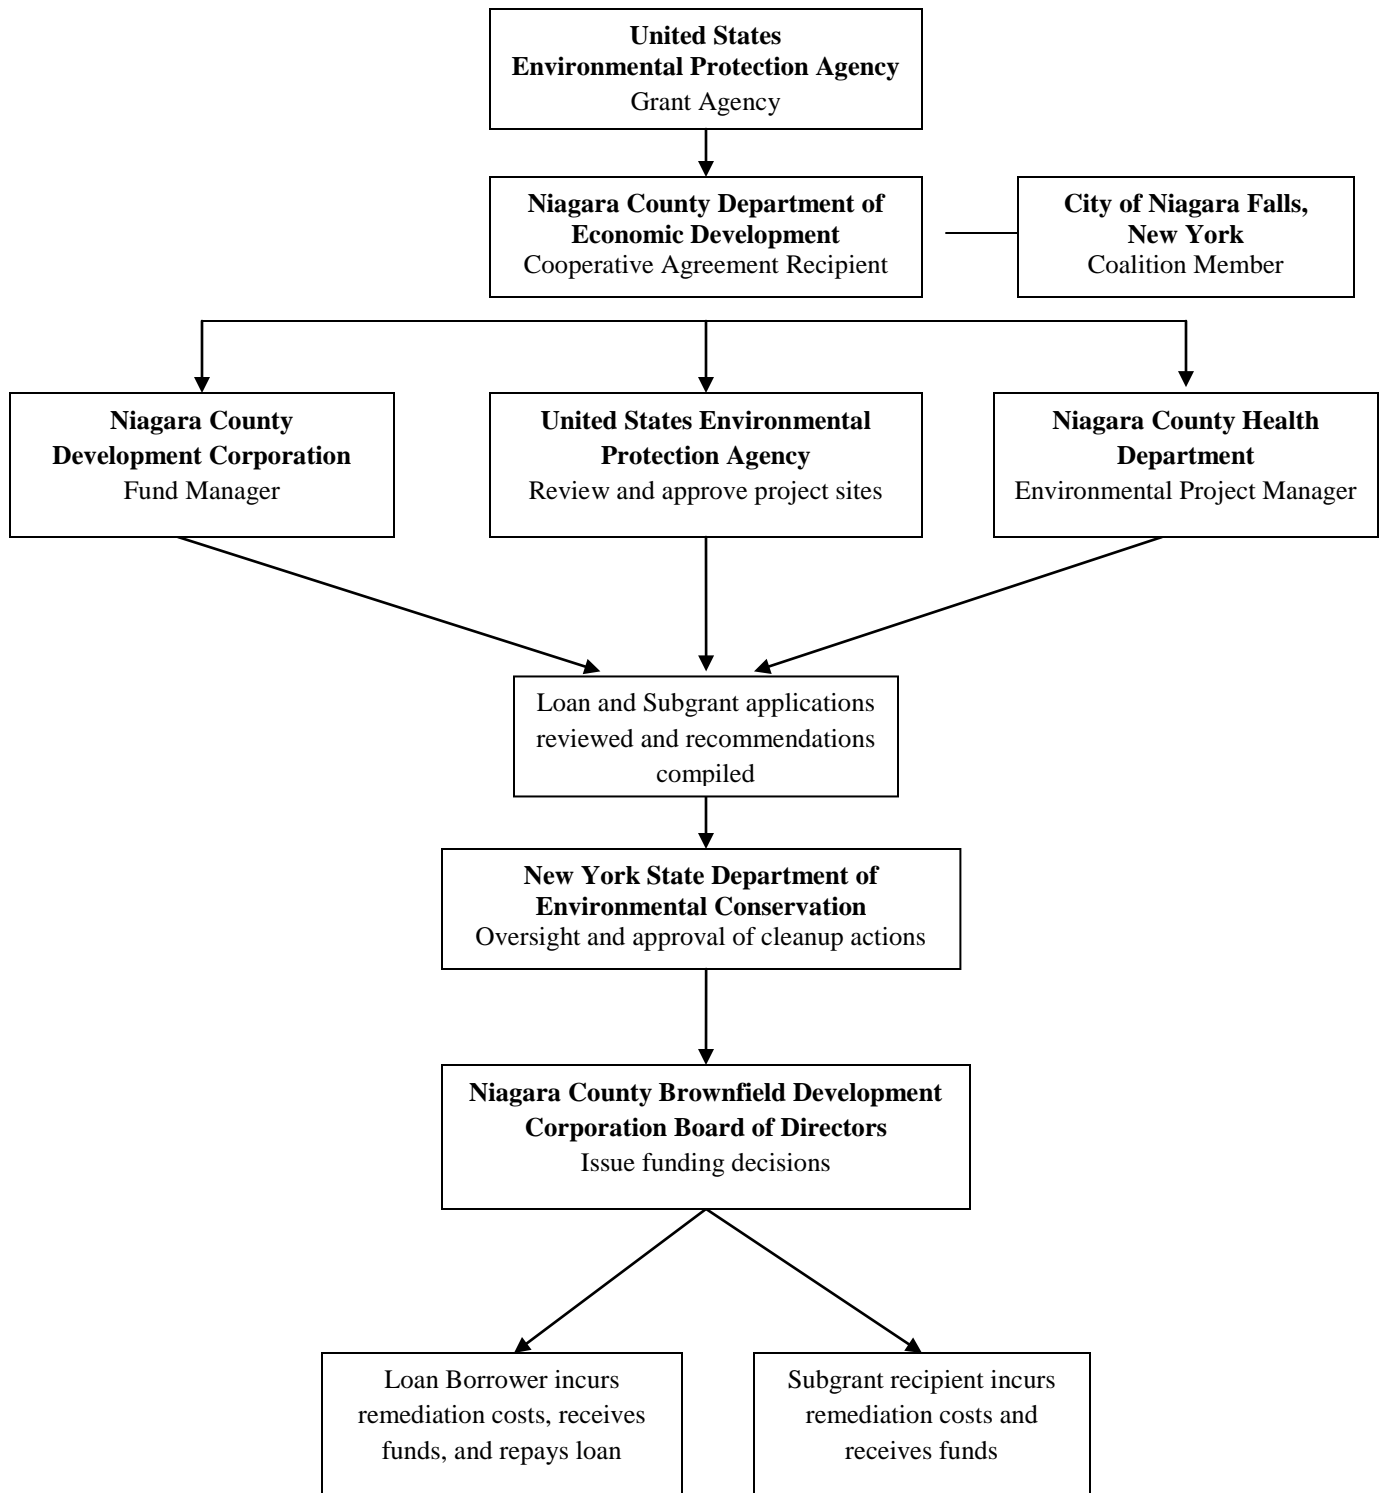 United States
Environmental Protection Agency
Grant Agency
Niagara County Department of
Economic Development
Cooperative Agreement Recipient
City of Niagara Falls,
New York
Coalition Member
Niagara County
Development Corporation
Fund Manager
United States Environmental
Protection Agency
Review and approve project sites
Niagara County Health
Department
Environmental Project Manager
Loan and Subgrant applications
reviewed and recommendations
compiled
New York State Department of
Environmental Conservation
Oversight and approval of cleanup actions
Niagara County Brownfield Development
Corporation Board of Directors
Issue funding decisions
Loan Borrower incurs
remediation costs, receives
funds, and repays loan
Subgrant recipient incurs
remediation costs and
receives funds